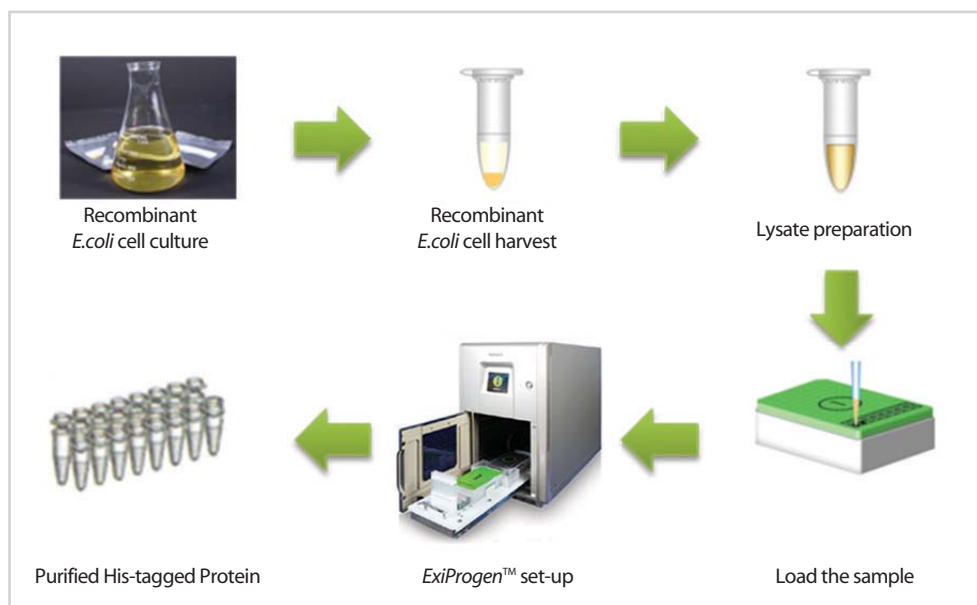 Recombinant
E.coli cell culture
Recombinant
E.coli cell harvest
Lysate preparation
Purified His-tagged Protein
ExiProgen™ set-up
Load the sample